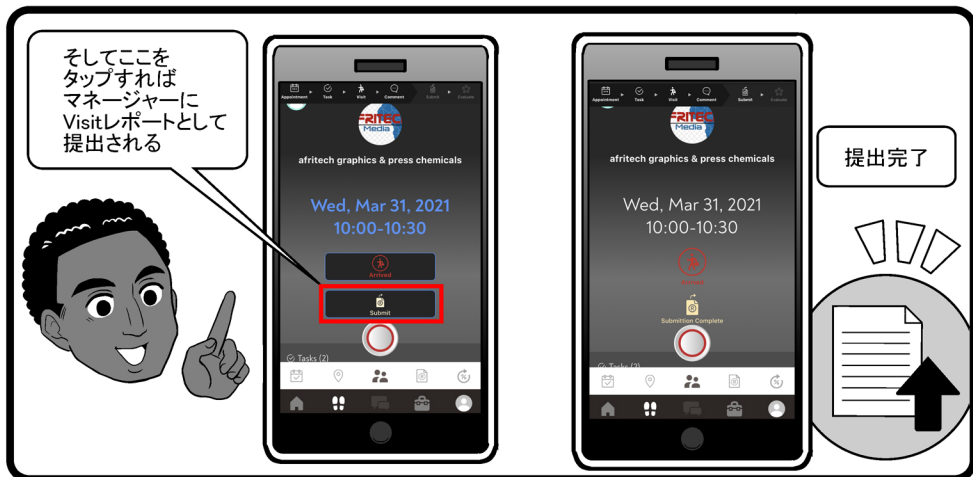 そしてここを
タップすれば
マネージャーに
Visitレポートとして
提出される
Appointment
Task
Visit
Comment
Submit
Evaluate
FRITEC
Media
afritech graphics & press chemicals
Wed, Mar 31, 2021
10:00-10:30
Arrived
Submit
Tasks (2)
Appointment
Task
Visit
Comment
Submit
Evaluate
FRITEC
Media
afritech graphics & press chemicals
Wed, Mar 31, 2021
10:00-10:30
Arrived
Submittion Complete
Tasks (2)
提出完了